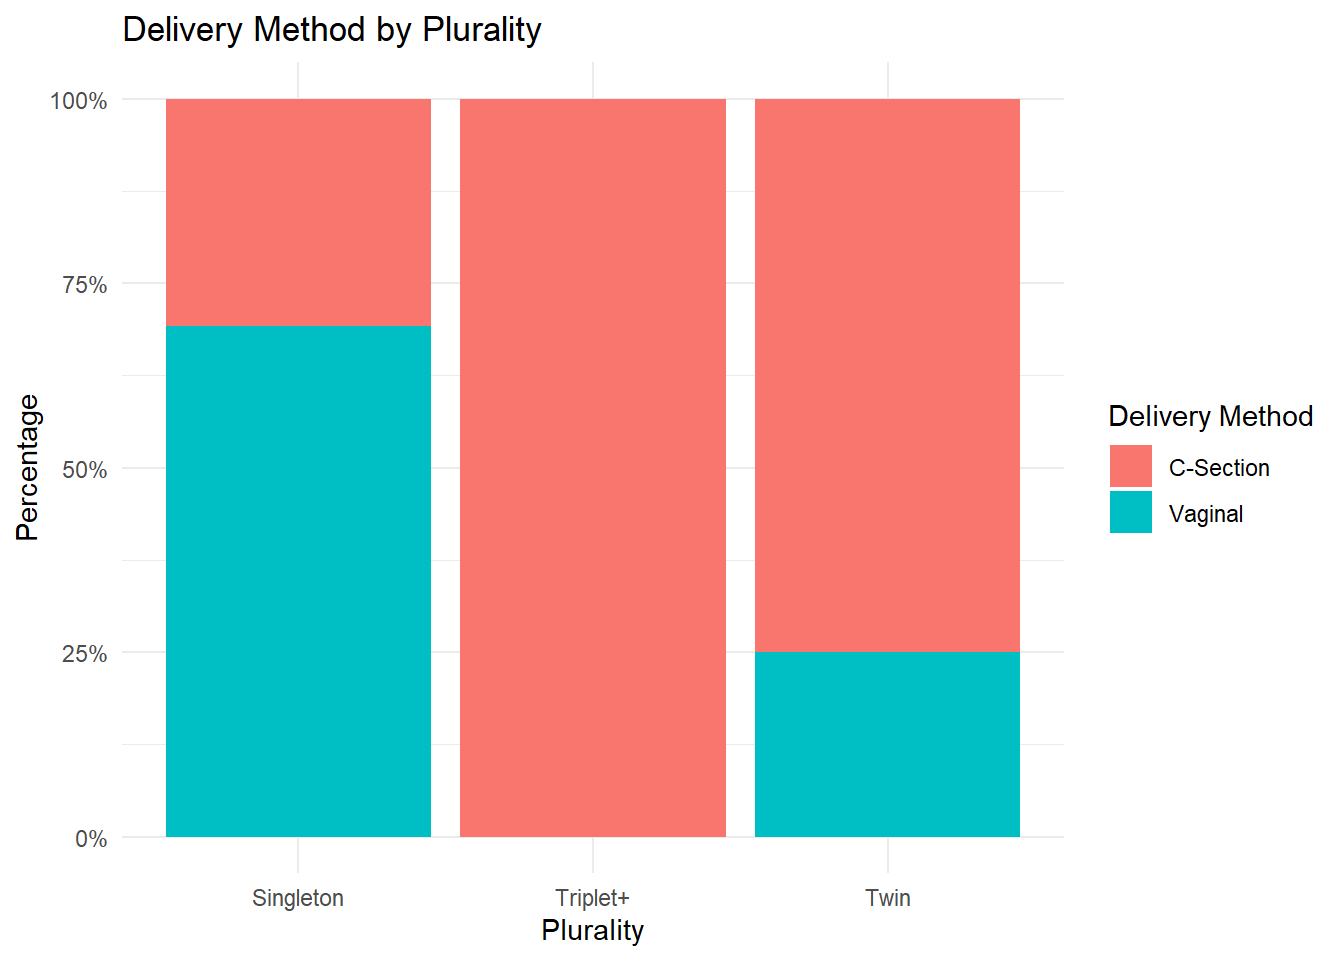 Delivery Method by Plurality
100%
75%
50%
25%
0%
Percentage
Singleton
Triplet+
Twin
Plurality
Delivery Method
C-Section
Vaginal